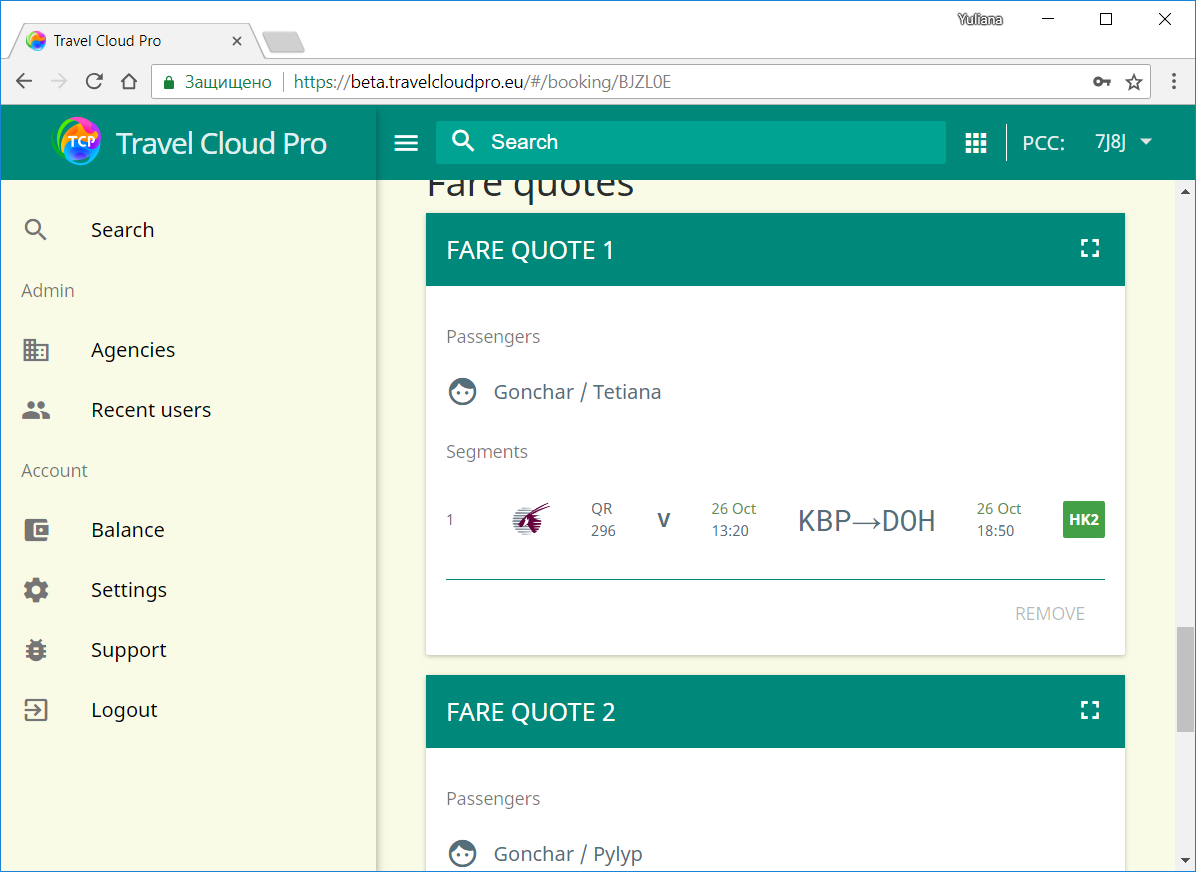 Yuliana
Travel Cloud Pro
Защищено https://beta.travelcloudpro.eu/#/booking/BJZL0E
TCP Travel Cloud Pro
Search
PCC: 7J8J
Search
Admin
Agencies
Recent users
Account
Balance
Settings
Support
Logout
Fare quotes
FARE QUOTE 1
Passengers
Gonchar / Tetiana
Segments
1 QR 296 V 26 Oct 13:20 KBP→DOH 26 Oct 18:50 HK2
REMOVE
FARE QUOTE 2
Passengers
Gonchar / Pylyp